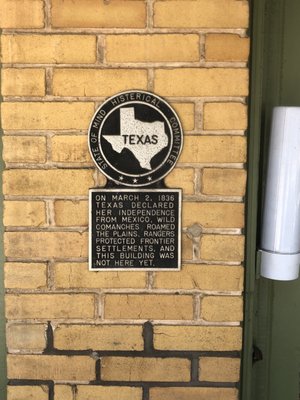 STATE OF MIND HISTORICAL COMMITTEE
TEXAS
ON MARCH 2, 1836
TEXAS DECLARED
HER INDEPENDENCE
FROM MEXICO, WILD
COMANCHES ROAMED
THE PLAINS, RANGERS
PROTECTED FRONTIER
SETTLEMENTS, AND
THIS BUILDING WAS
NOT HERE YET.